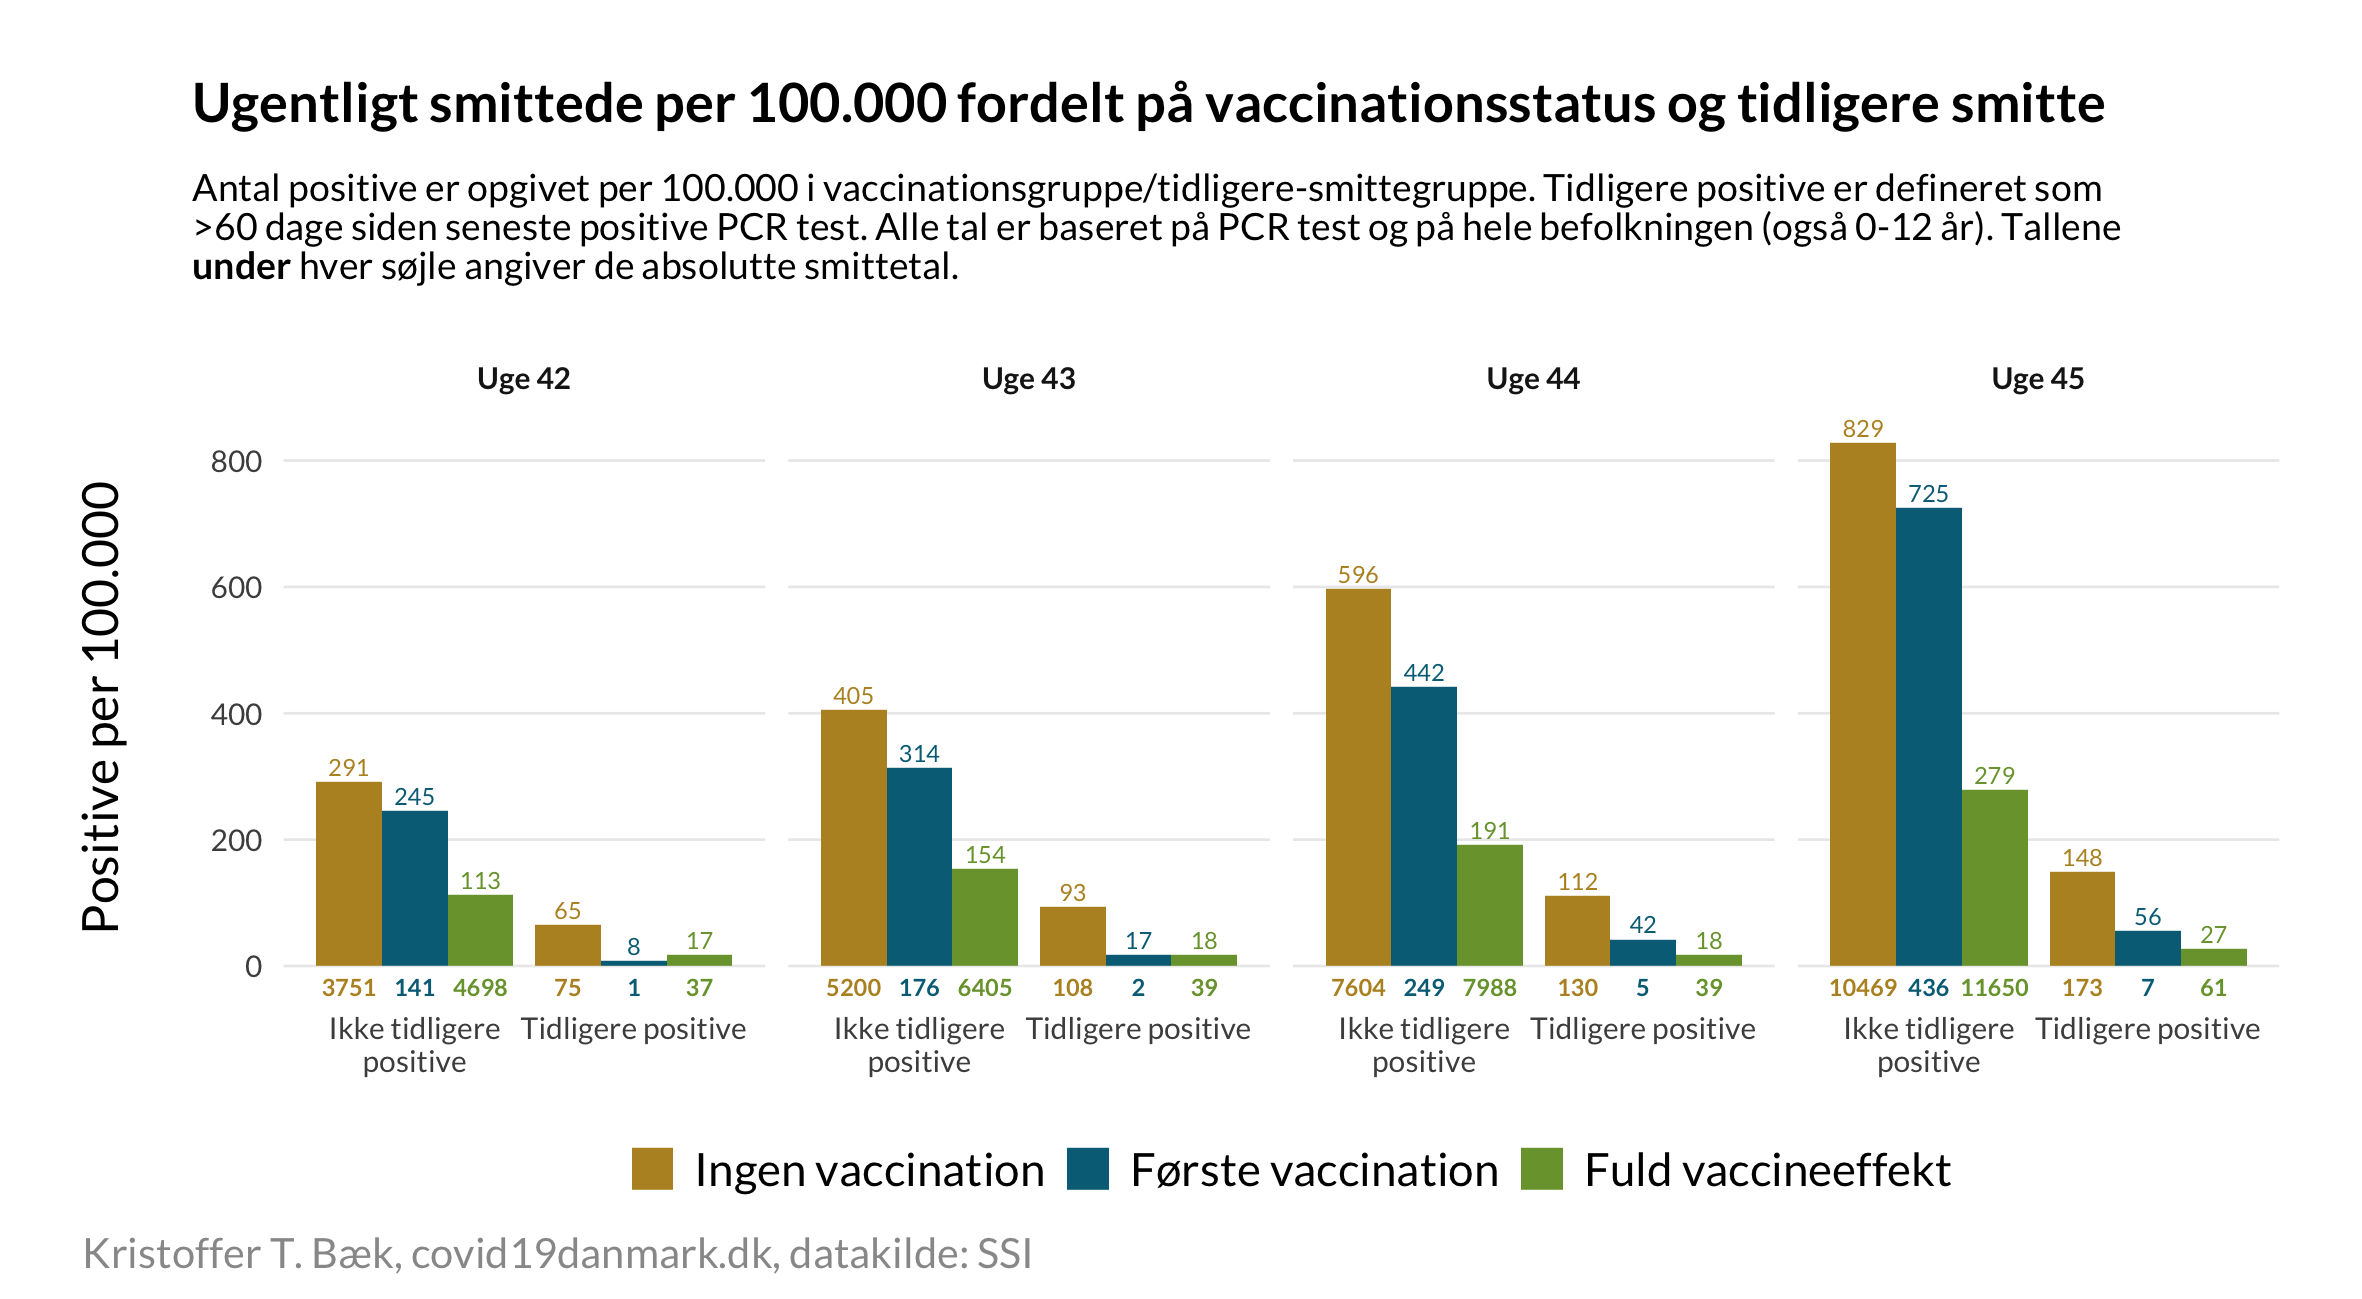 Ugentligt smittede per 100.000 fordelt på vaccinationsstatus og tidligere smitte
Antal positive er opgivet per 100.000 i vaccinationsgruppe/tidligere-smittegruppe. Tidligere positive er defineret som
>60 dage siden seneste positive PCR test. Alle tal er baseret på PCR test og på hele befolkningen (også 0-12 år). Tallene
under hver søjle angiver de absolutte smittetal.
Positive per 100.000
800
600
400
200
0
Uge 42
291 245 113 65 8 17
3751 141 4698 75 1 37
Ikke tidligere
positive
Tidligere positive
Uge 43
405 314 154 93 17 18
5200 176 6405 108 2 39
Ikke tidligere
positive
Tidligere positive
Uge 44
596 442 191 112 42 18
7604 249 7988 130 5 39
Ikke tidligere
positive
Tidligere positive
Uge 45
829 725 279 148 56 27
10469 436 11650 173 7 61
Ikke tidligere
positive
Tidligere positive
Ingen vaccination Første vaccination Fuld vaccineeffekt
Kristoffer T. Bæk, covid19danmark.dk, datakilde: SSI